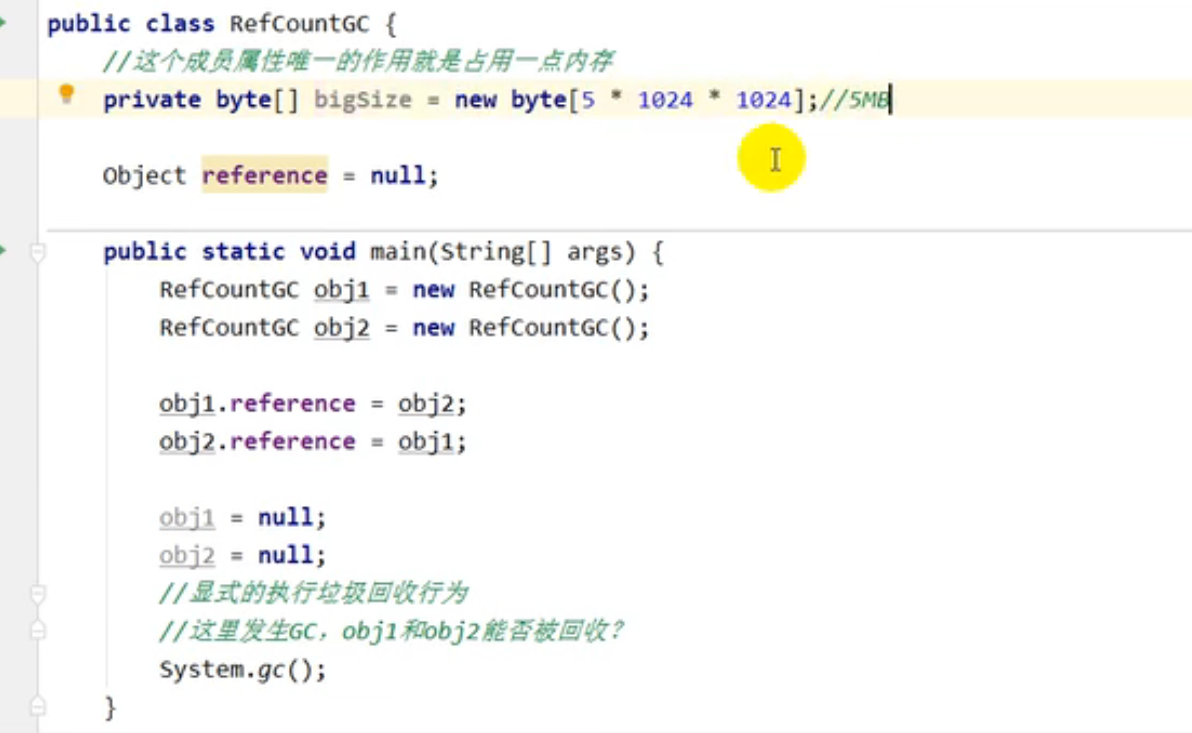 public class RefCountGC {
//这个成员属性唯一的作用就是占用一点内存
private byte[] bigSize = new byte[5 * 1024 * 1024];//5MB
Object reference = null;
public static void main(String[] args) {
RefCountGC obj1 = new RefCountGC();
RefCountGC obj2 = new RefCountGC();
obj1.reference = obj2;
obj2.reference = obj1;
obj1 = null;
obj2 = null;
//显式的执行垃圾回收行为
//这里发生GC，obj1和obj2能否被回收？
System.gc();
}